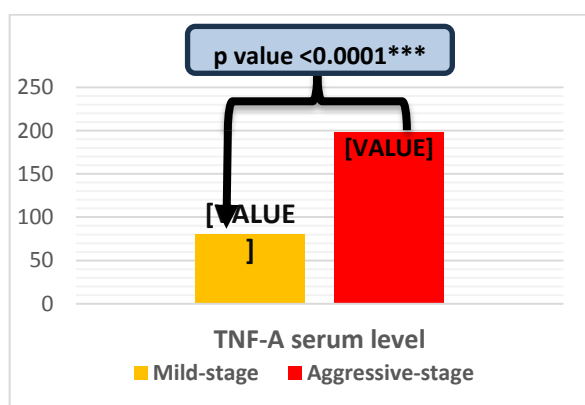 p value <0.0001***
250
200
150
100
50
0
[VALUE]
[VALUE
]
TNF-A serum level
Mild-stage Aggressive-stage